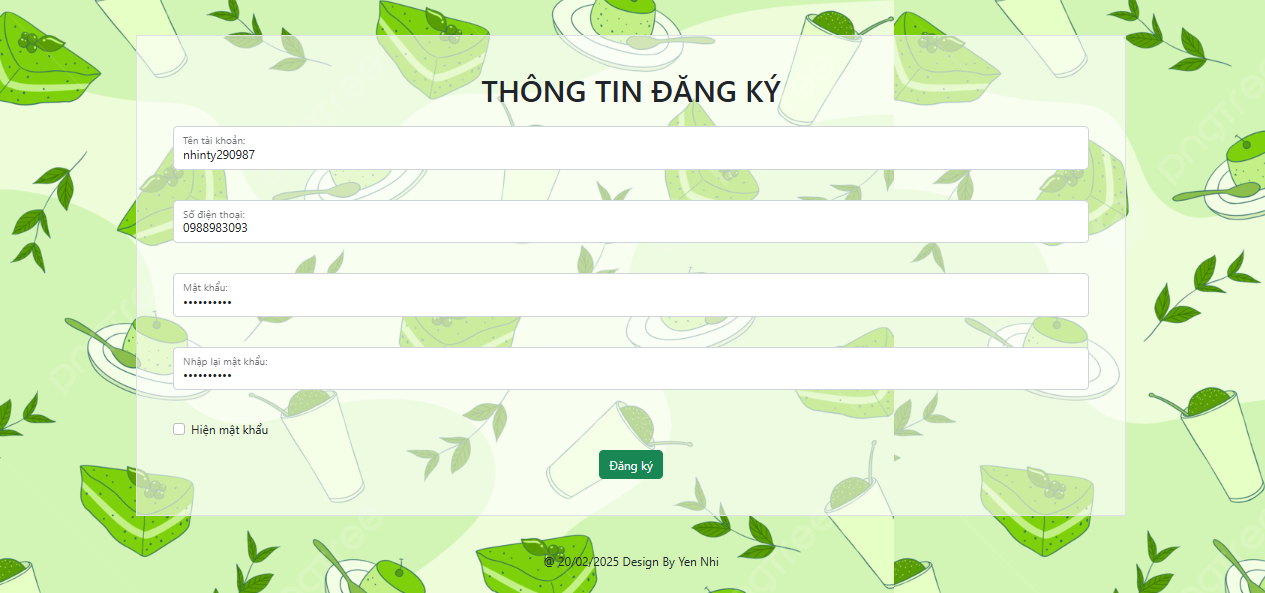 THÔNG TIN ĐĂNG KÝ
Tên tài khoản:
nhinty290987
Số điện thoại:
0988983093
Mật khẩu:
••••••••••
Nhập lại mật khẩu:
••••••••••
Hiện mật khẩu
Đăng ký
@ 20/02/2025 Design By Yen Nhi